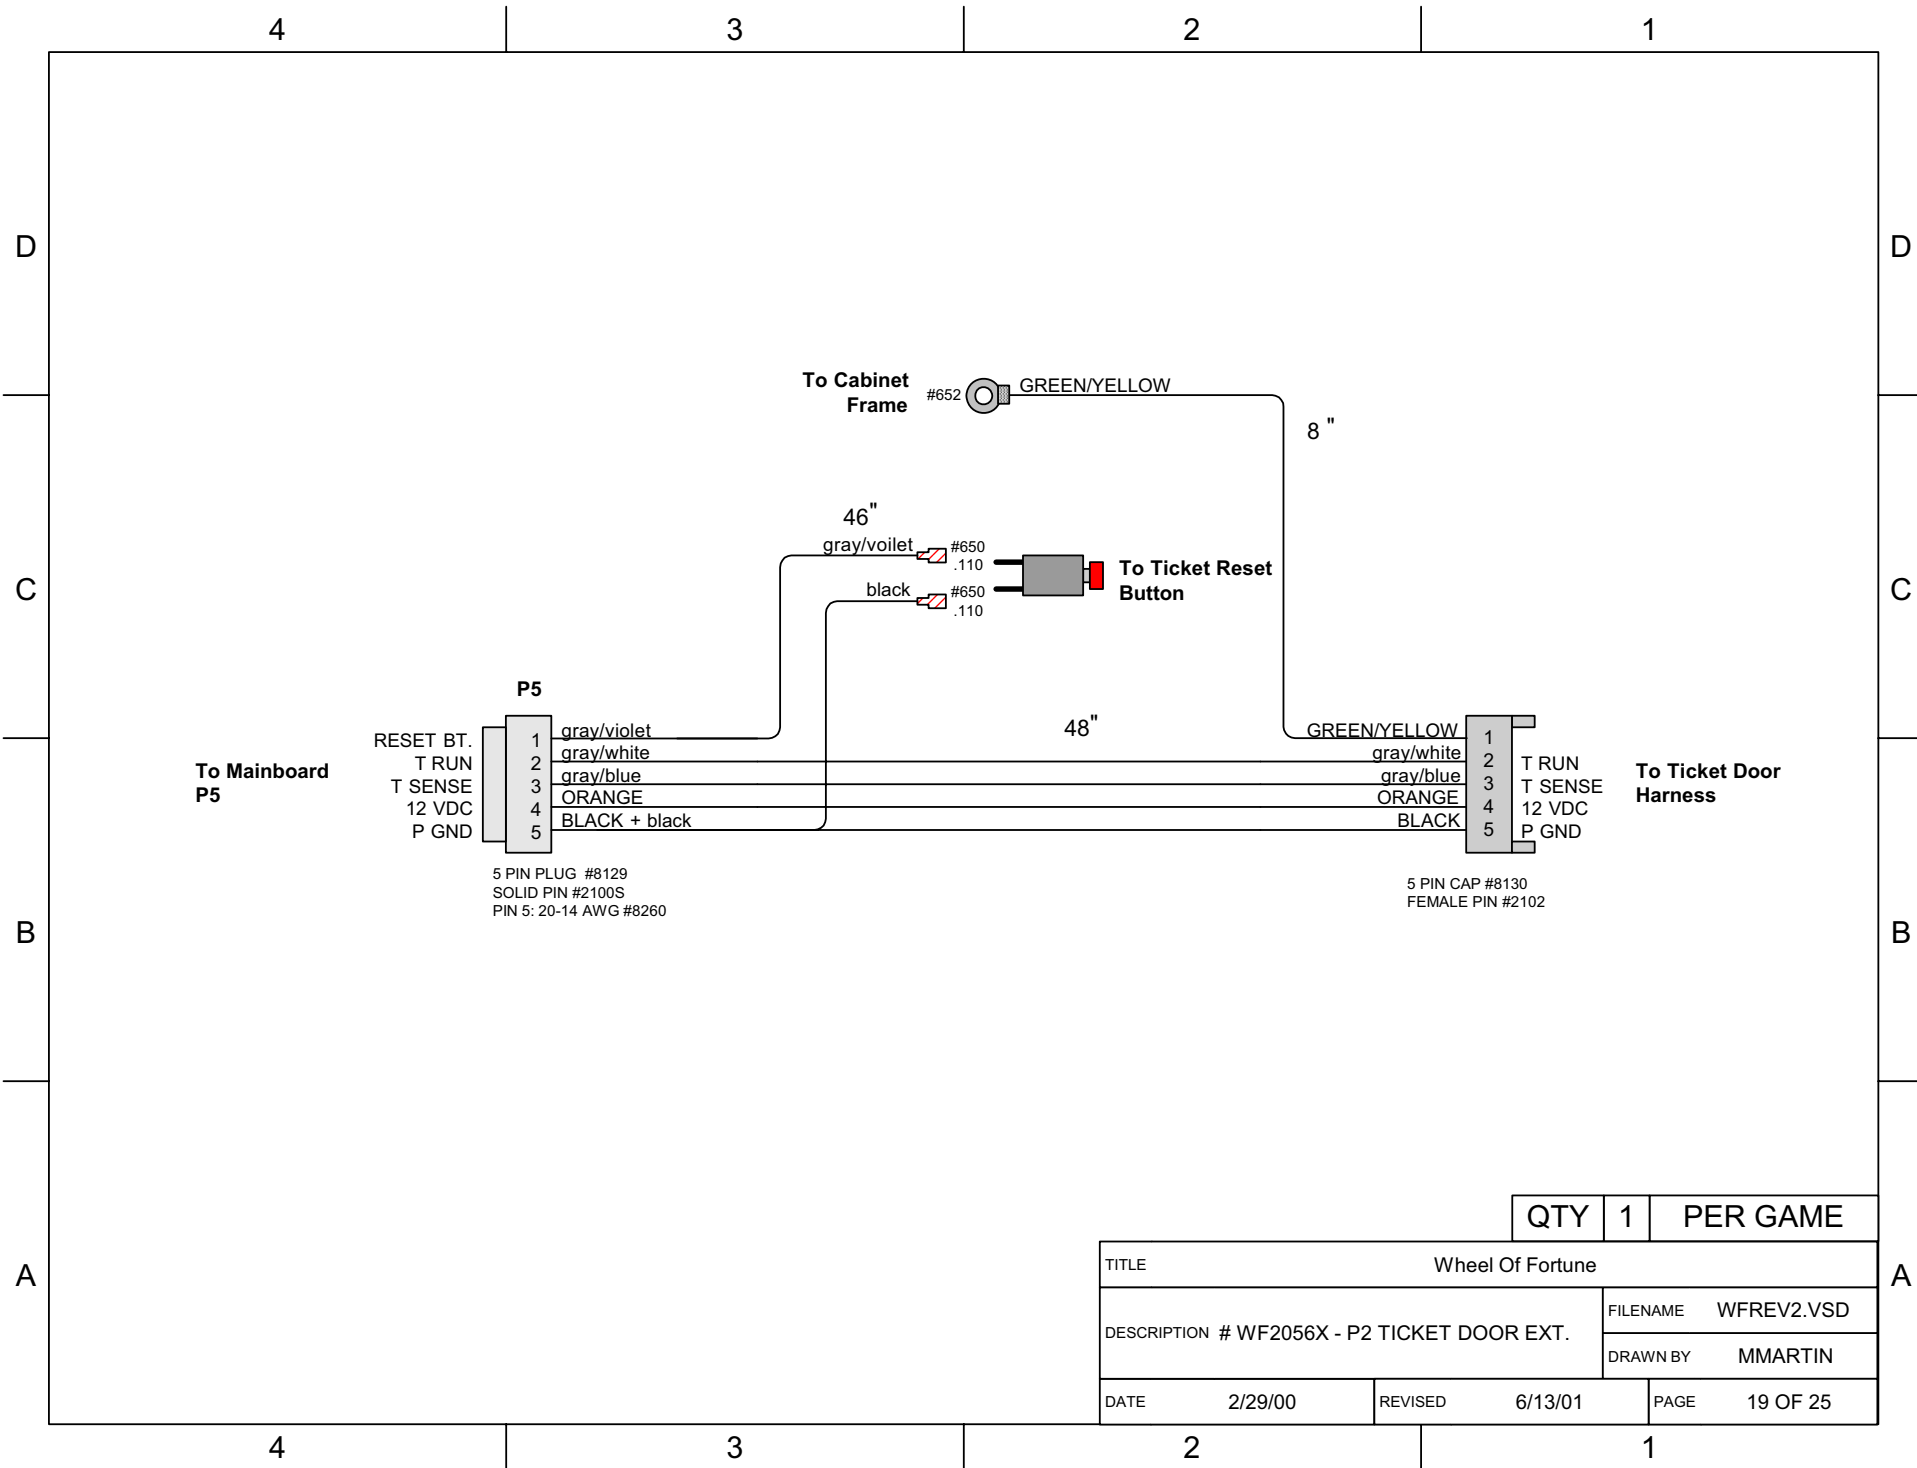 4 3 2 1
D D
To Cabinet
Frame
#652
GREEN/YELLOW
8 "
46"
gray/voilet
#650
.110
black
#650
.110
To Ticket Reset
Button
C C
P5
48"
To Mainboard
P5
RESET BT. 1 gray/violet
T RUN 2 gray/white
T SENSE 3 gray/blue
12 VDC 4 ORANGE
P GND 5 BLACK + black
GREEN/YELLOW 1
gray/white 2 T RUN
gray/blue 3 T SENSE
ORANGE 4 12 VDC
BLACK 5 P GND
To Ticket Door
Harness
5 PIN PLUG #8129
SOLID PIN #2100S
PIN 5: 20-14 AWG #8260
5 PIN CAP #8130
FEMALE PIN #2102
B B
QTY 1 PER GAME
A A
TITLE Wheel Of Fortune
DESCRIPTION # WF2056X - P2 TICKET DOOR EXT.
FILENAME WFREV2.VSD
DRAWN BY MMARTIN
DATE 2/29/00 REVISED 6/13/01 PAGE 19 OF 25
4 3 2 1